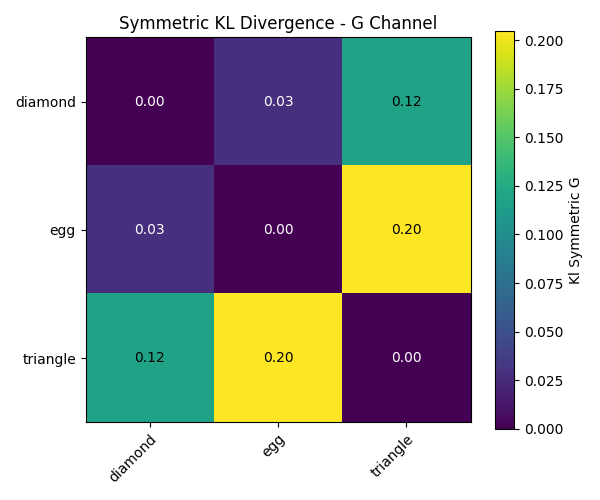 Symmetric KL Divergence - G Channel
diamond
0.00
0.03
0.12
egg
0.03
0.00
0.20
triangle
0.12
0.20
0.00
diamond
egg
triangle
0.200
0.175
0.150
0.125
0.100
0.075
0.050
0.025
0.000
Kl Symmetric G